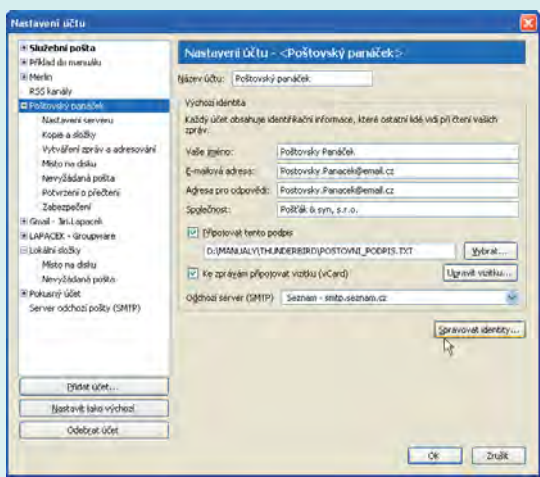 Nastavení účtu
Služební pošta
Příklad do manuálu
Merlin
RSS kanály
Poštovský panáček
Nastavení serveru
Kopie a složky
Vytváření zpráv a adresování
Místo na disku
Nevyžádaná pošta
Potvrzení o přečtení
Zabezpečení
Gmail - Jiri.Lapacek
LAPACEK - Groupware
Lokální složky
Místo na disku
Nevyžádaná pošta
Pokusný účet
Server odchozí pošty (SMTP)
Přidat účet...
Nastavit jako výchozí
Odebrat účet
Nastavení účtu - <Poštovský panáček>
Název účtu: Poštovský panáček
Výchozí identita
Každý účet obsahuje identifikační informace, které ostatní lidé vidí při čtení vašich
zpráv.
Vaše jméno: Poštovsky Panáček
E-mailová adresa: Postovsky.Panacek@email.cz
Adresa pro odpovědi: Postovsky.Panacek@email.cz
Společnost: Pošťák & syn, s.r.o.
Připojovat tento podpis
D:\MANUALY\THUNDERBIRD\POSTOVNI_PODPIS.TXT Vybrat...
Ke zprávám připojovat vizitku (vCard) Upravit vizitku...
Odchozí server (SMTP) Seznam - smtp.seznam.cz
Spravovat identity...
OK Zrušit